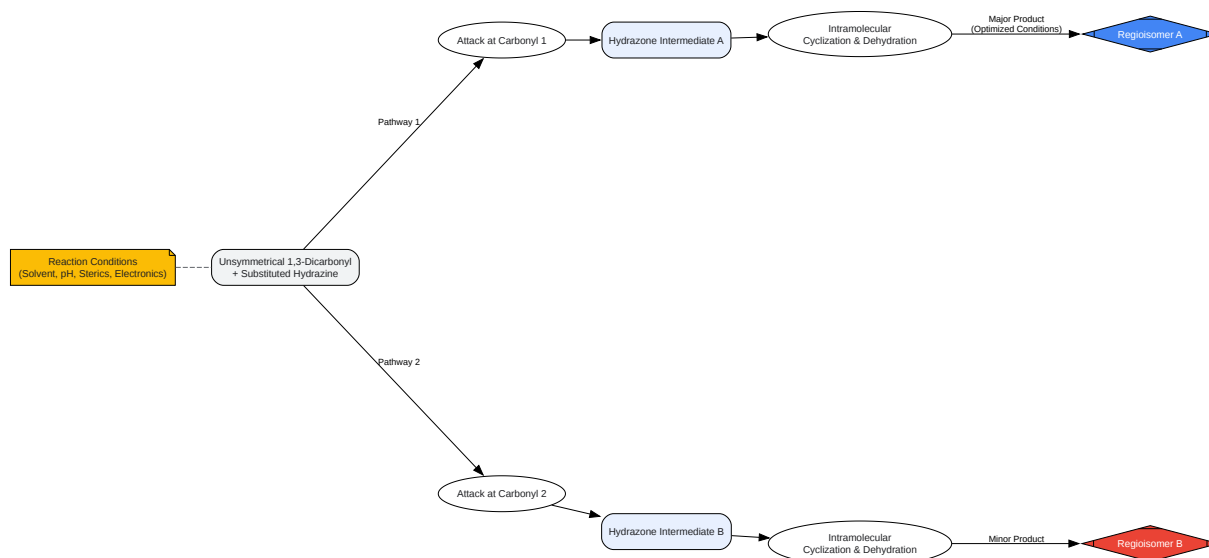 Attack at Carbonyl 1
Hydrazone Intermediate A
Intramolecular
Cyclization & Dehydration
Major Product
(Optimized Conditions)
Regioisomer A
Pathway 1
Reaction Conditions
(Solvent, pH, Sterics, Electronics)
Unsymmetrical 1,3-Dicarbonyl
+ Substituted Hydrazine
Pathway 2
Attack at Carbonyl 2
Hydrazone Intermediate B
Intramolecular
Cyclization & Dehydration
Minor Product
Regioisomer B